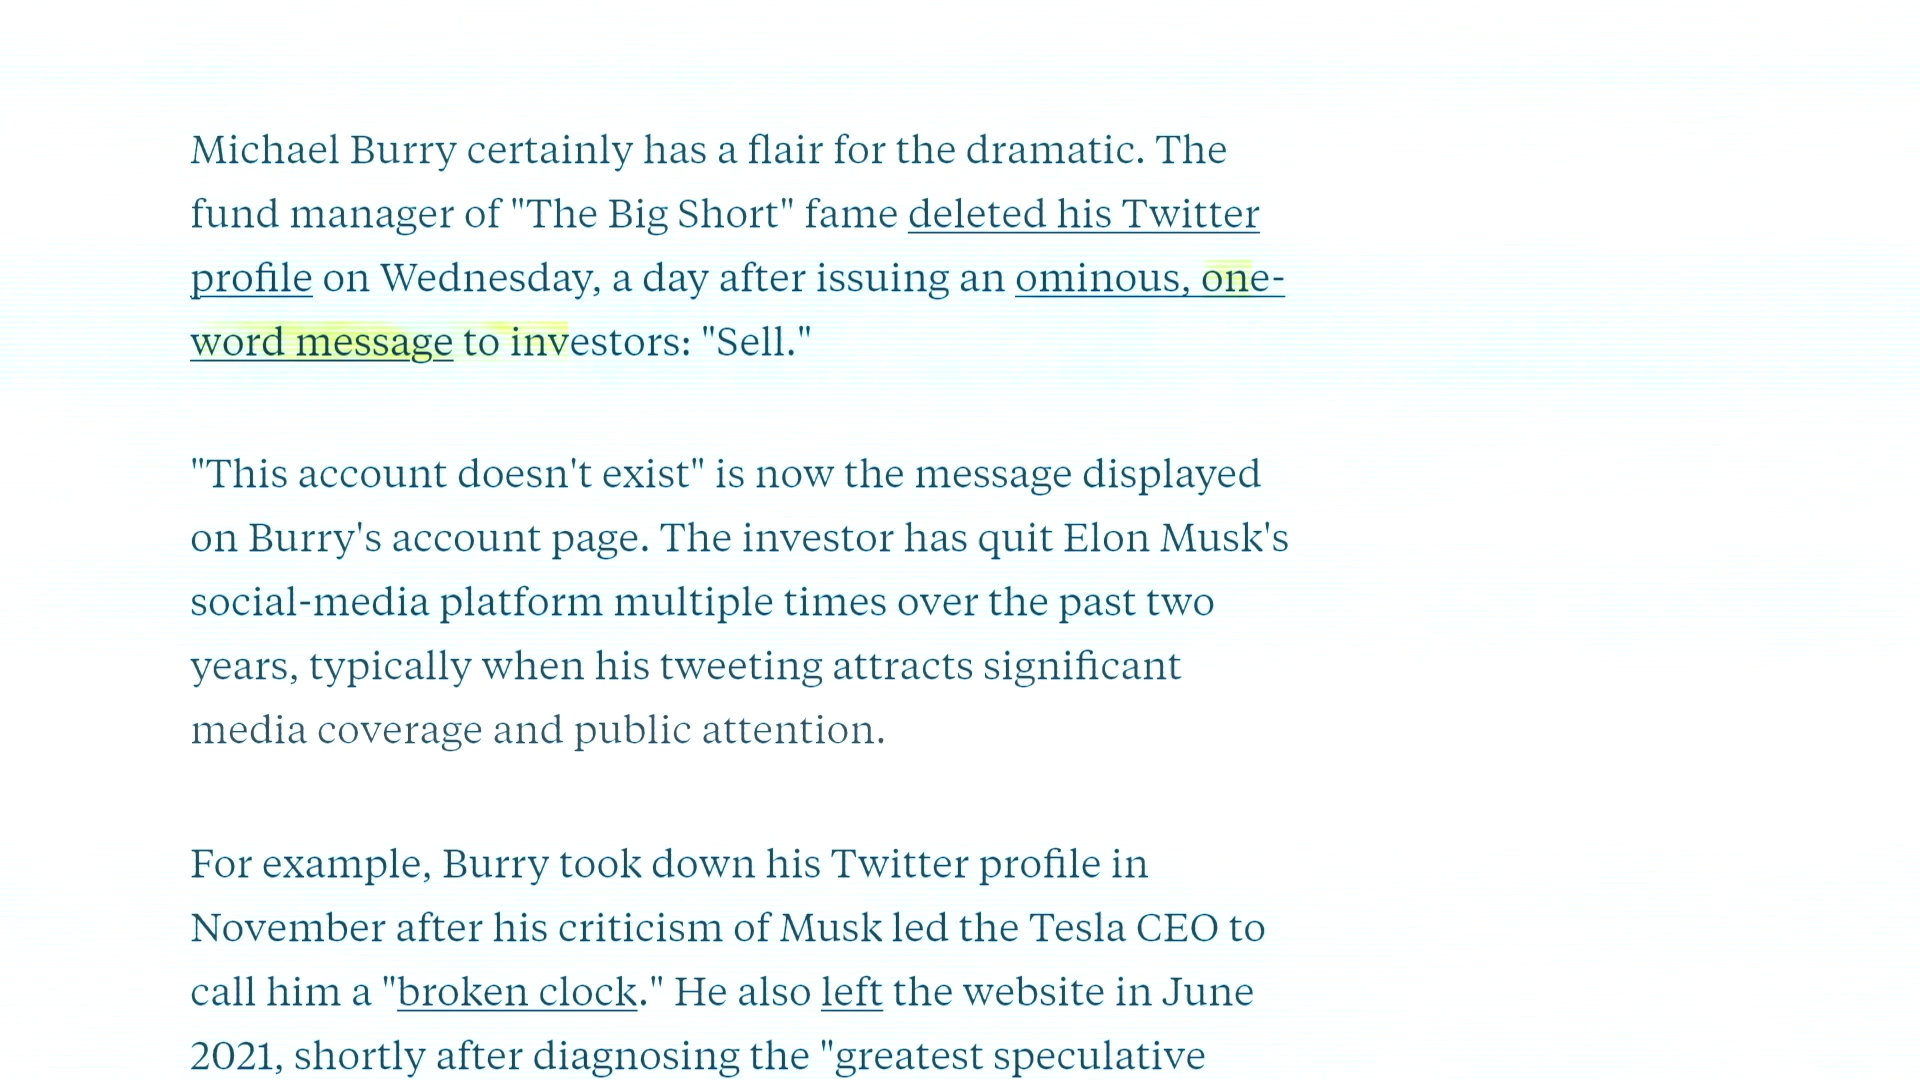 Michael Burry certainly has a flair for the dramatic. The
fund manager of "The Big Short" fame deleted his Twitter
profile on Wednesday, a day after issuing an ominous, one-
word message to investors: "Sell."
"This account doesn't exist" is now the message displayed
on Burry's account page. The investor has quit Elon Musk's
social-media platform multiple times over the past two
years, typically when his tweeting attracts significant
media coverage and public attention.
For example, Burry took down his Twitter profile in
November after his criticism of Musk led the Tesla CEO to
call him a "broken clock." He also left the website in June
2021, shortly after diagnosing the "greatest speculative